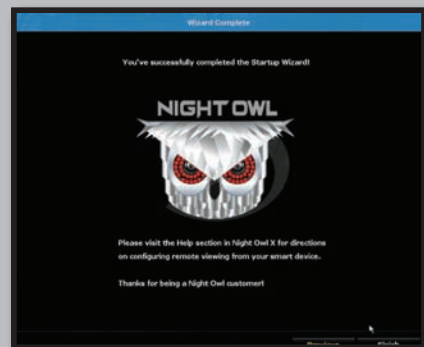 Wizard Complete
You've successfully completed the Startup Wizard!
NIGHT OWL
Please visit the Help section in Night Owl X for directions
on configuring remote viewing from your smart device.
Thanks for being a Night Owl customer!